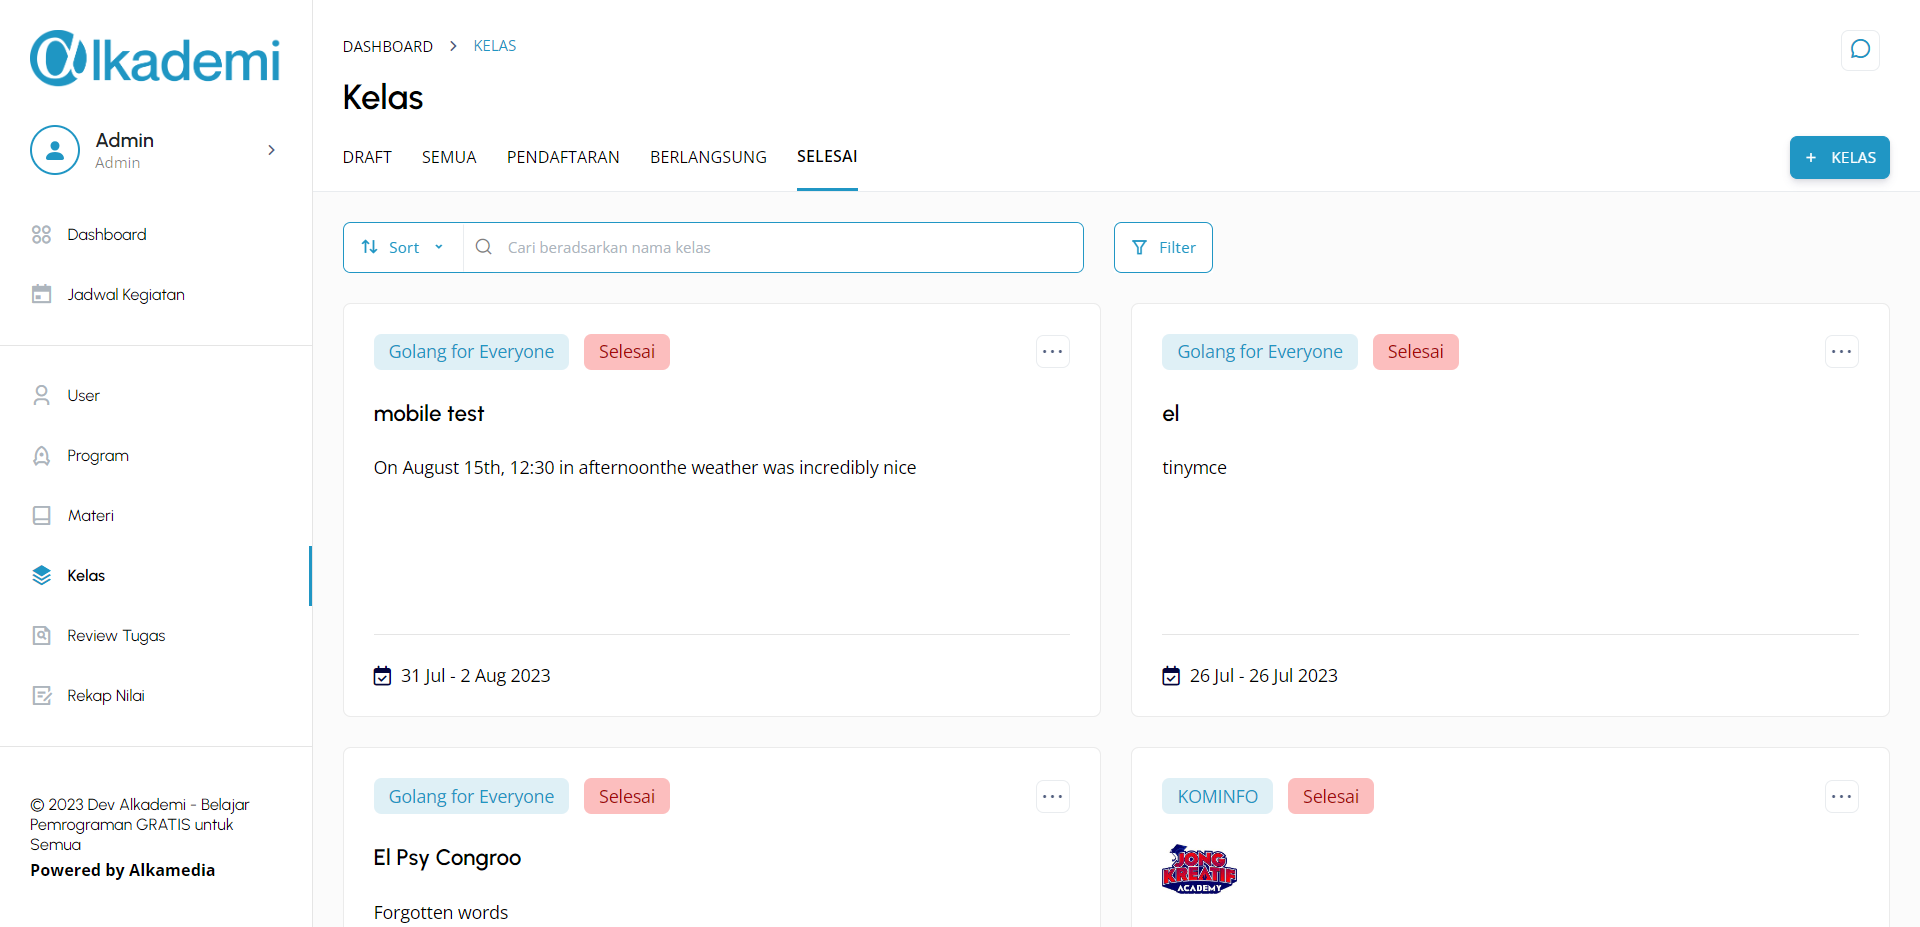 alkademi
Admin
Admin
Dashboard
Jadwal Kegiatan
User
Program
Materi
Kelas
Review Tugas
Rekap Nilai
© 2023 Dev Alkademi - Belajar
Pemrograman GRATIS untuk
Semua
Powered by Alkamedia
DASHBOARD > KELAS
Kelas
DRAFT SEMUA PENDAFTARAN BERLANGSUNG SELESAI
+ KELAS
Sort Cari beradsarkan nama kelas Filter
Golang for Everyone Selesai
mobile test
On August 15th, 12:30 in afternoonthe weather was incredibly nice
31 Jul - 2 Aug 2023
Golang for Everyone Selesai
el
tinymce
26 Jul - 26 Jul 2023
Golang for Everyone Selesai
El Psy Congroo
Forgotten words
KOMINFO Selesai
JONG
KREATIF
ACADEMY